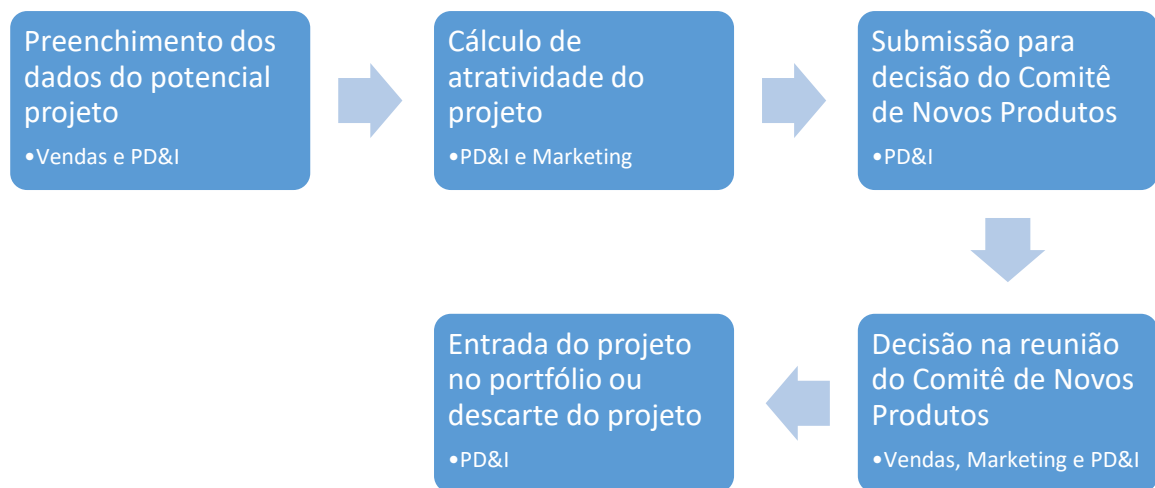 Preenchimento dos
dados do potencial
projeto
•Vendas e PD&I
Cálculo de
atratividade do
projeto
•PD&I e Marketing
Submissão para
decisão do Comitê
de Novos Produtos
•PD&I
Decisão na reunião
do Comitê de Novos
Produtos
•Vendas, Marketing e PD&I
Entrada do projeto
no portfólio ou
descarte do projeto
•PD&I